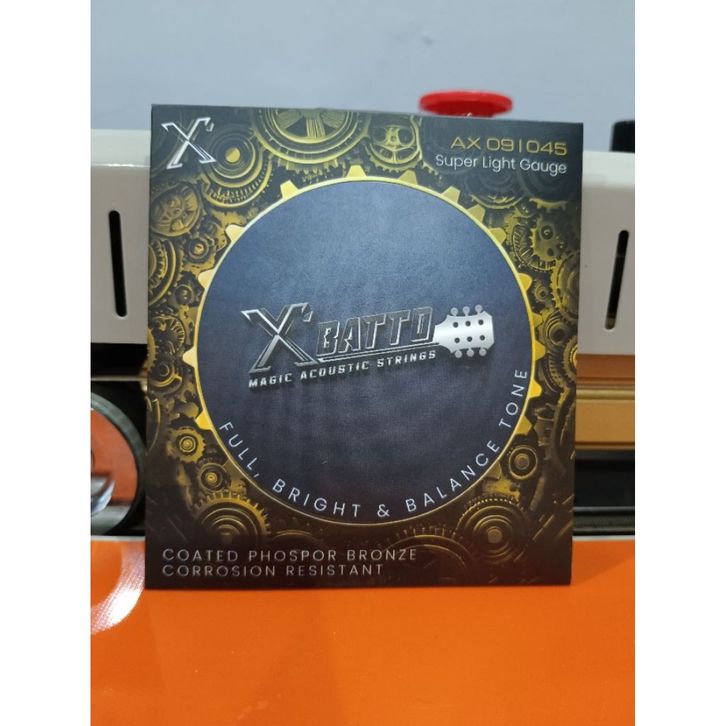 X
AX 091045
Super Light Gauge
X BATTO
MAGIC ACOUSTIC STRINGS
FULL, BRIGHT & BALANCE TONE
COATED PHOSPOR BRONZE
CORROSION RESISTANT